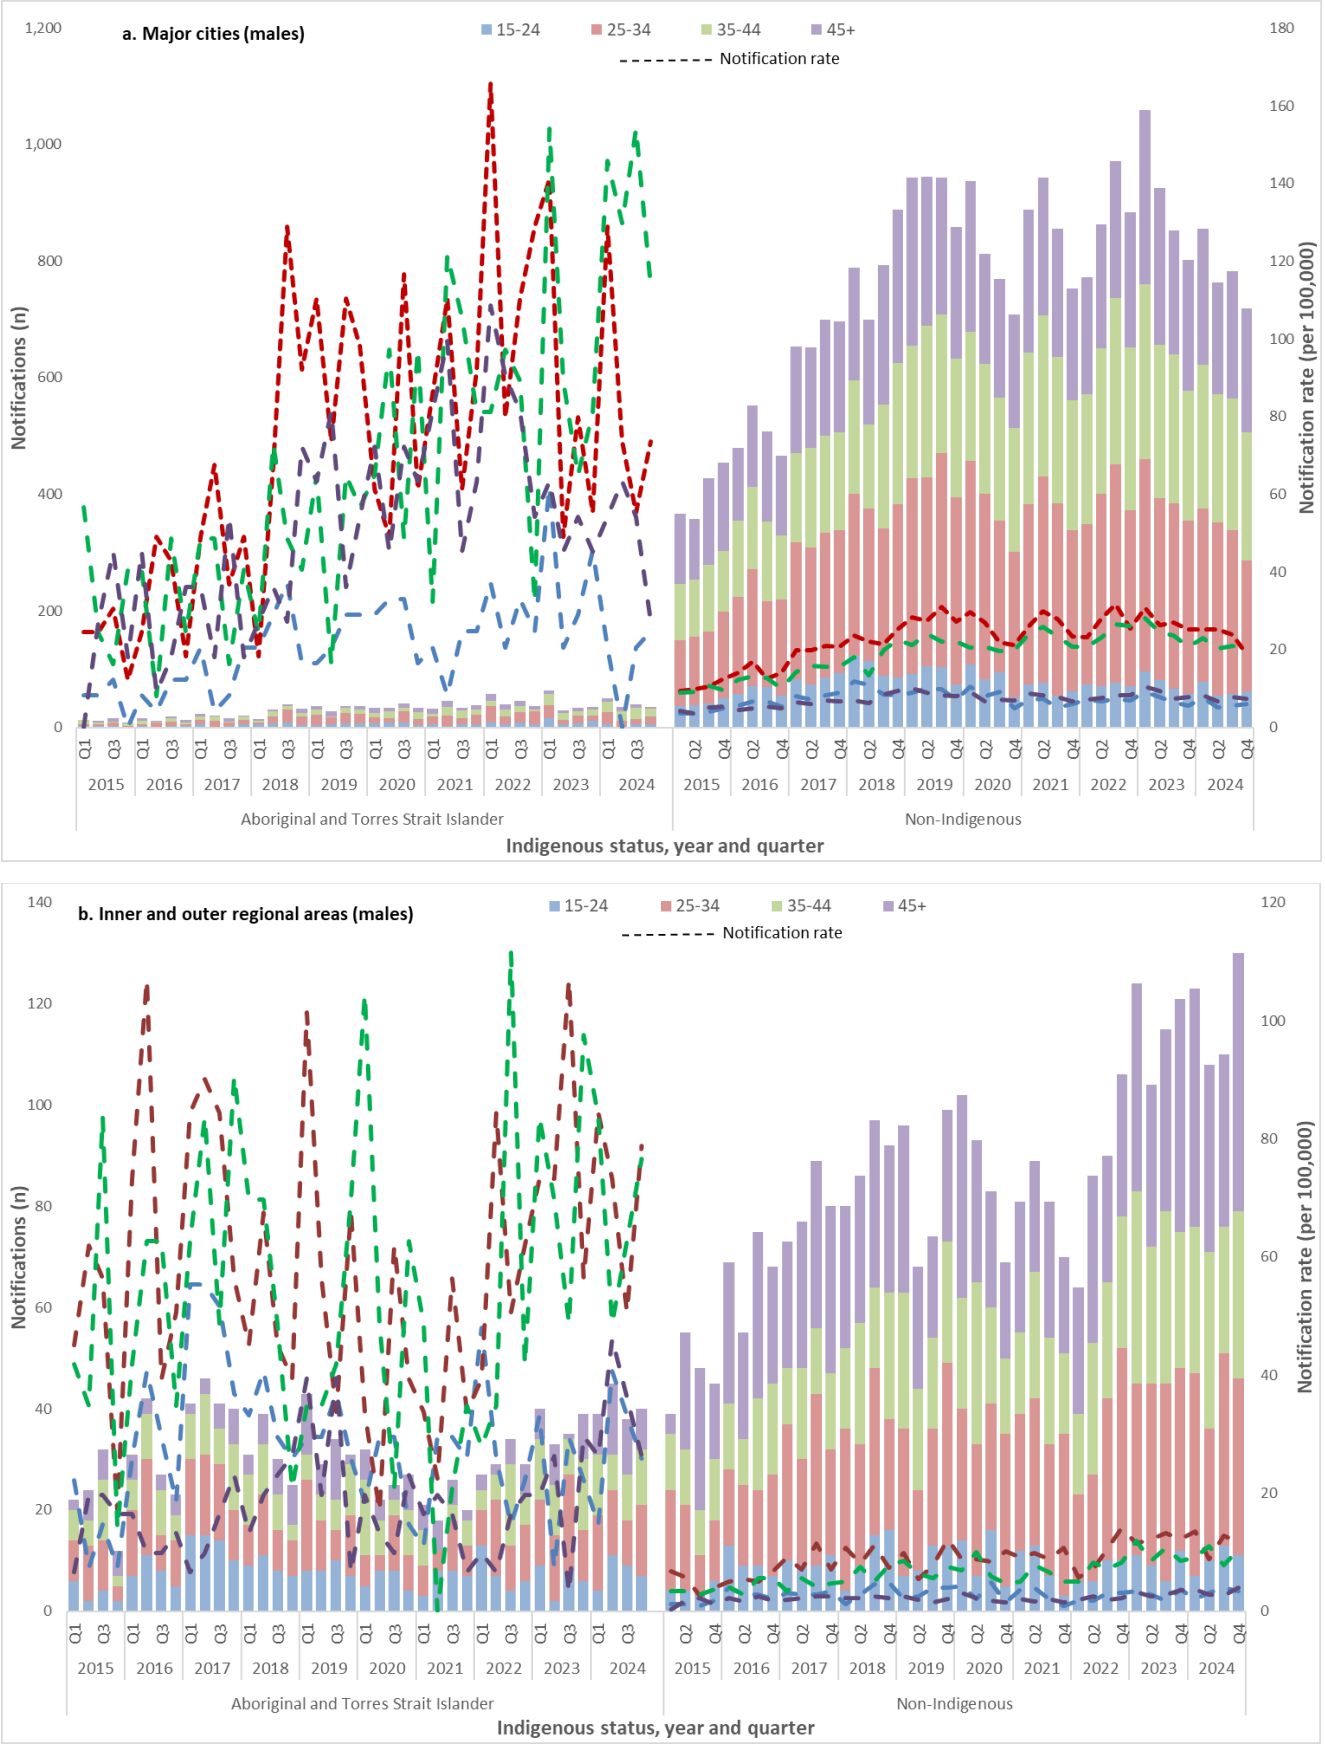 a. Major cities (males)
15-24 25-34 35-44 45+
Notification rate
Notifications (n)
1,200
1,000
800
600
400
200
0
180
160
140
120
100
80
60
40
20
0
Notification rate (per 100,000)
Q1 Q3 Q1 Q3 Q1 Q3 Q1 Q3 Q1 Q3 Q1 Q3 Q1 Q3 Q1 Q3 Q1 Q3 Q1 Q3 Q2 Q4 Q2 Q4 Q2 Q4 Q2 Q4 Q2 Q4 Q2 Q4 Q2 Q4 Q2 Q4 Q2 Q4 Q2 Q4
2015 2016 2017 2018 2019 2020 2021 2022 2023 2024 2015 2016 2017 2018 2019 2020 2021 2022 2023 2024
Aboriginal and Torres Strait Islander Non-Indigenous
Indigenous status, year and quarter
b. Inner and outer regional areas (males)
15-24 25-34 35-44 45+
Notification rate
Notifications (n)
140
120
100
80
60
40
20
0
120
100
80
60
40
20
0
Notification rate (per 100,000)
Q1 Q3 Q1 Q3 Q1 Q3 Q1 Q3 Q1 Q3 Q1 Q3 Q1 Q3 Q1 Q3 Q1 Q3 Q1 Q3 Q2 Q4 Q2 Q4 Q2 Q4 Q2 Q4 Q2 Q4 Q2 Q4 Q2 Q4 Q2 Q4 Q2 Q4 Q2 Q4
2015 2016 2017 2018 2019 2020 2021 2022 2023 2024 2015 2016 2017 2018 2019 2020 2021 2022 2023 2024
Aboriginal and Torres Strait Islander Non-Indigenous
Indigenous status, year and quarter